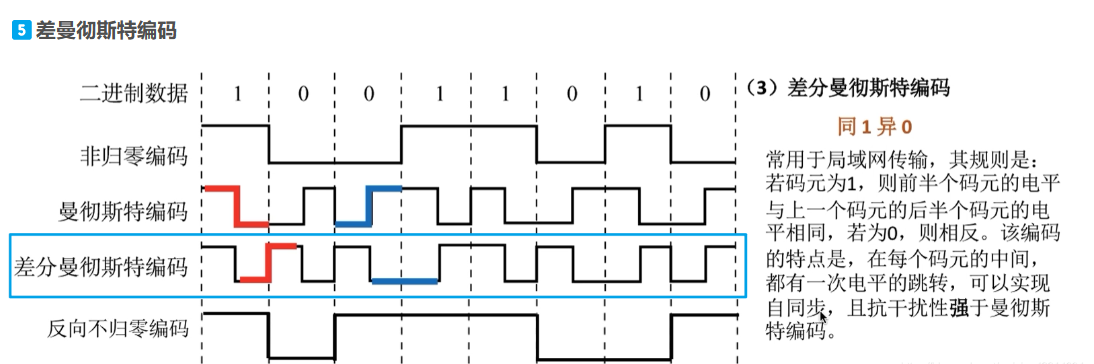 5 差曼彻斯特编码
二进制数据 1 0 0 1 1 0 1 0
非归零编码
曼彻斯特编码
差分曼彻斯特编码
反向不归零编码
（3）差分曼彻斯特编码
同 1 异 0
常用于局域网传输，其规则是：
若码元为1，则前半个码元的电平
与上一个码元的后半个码元的电
平相同，若为0，则相反。该编码
的特点是，在每个码元的中间，
都有一次电平的跳转，可以实现
自同步，且抗干扰性强于曼彻斯
特编码。